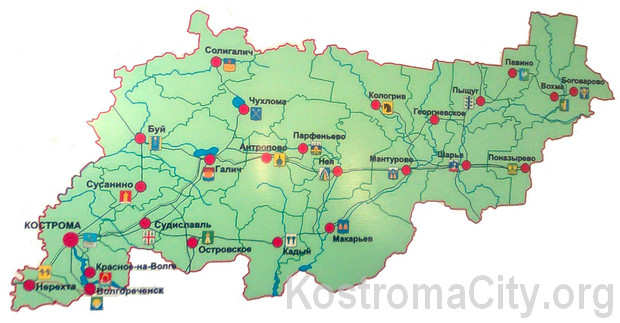 Солигалич
Павино
Боговарово
Вохма
Пыщуг
Кологрив
Георгиевское
Чухлома
Буй
Парфеньево
Антропово
Галич
Нея
Мантурово
Шарья
Поназырево
Сусанино
Судиславль
КОСТРОМА
Островское
Кадый
Макарьев
Красное-на-Волге
Нерехта
Волгореченск
KostromaCity.org